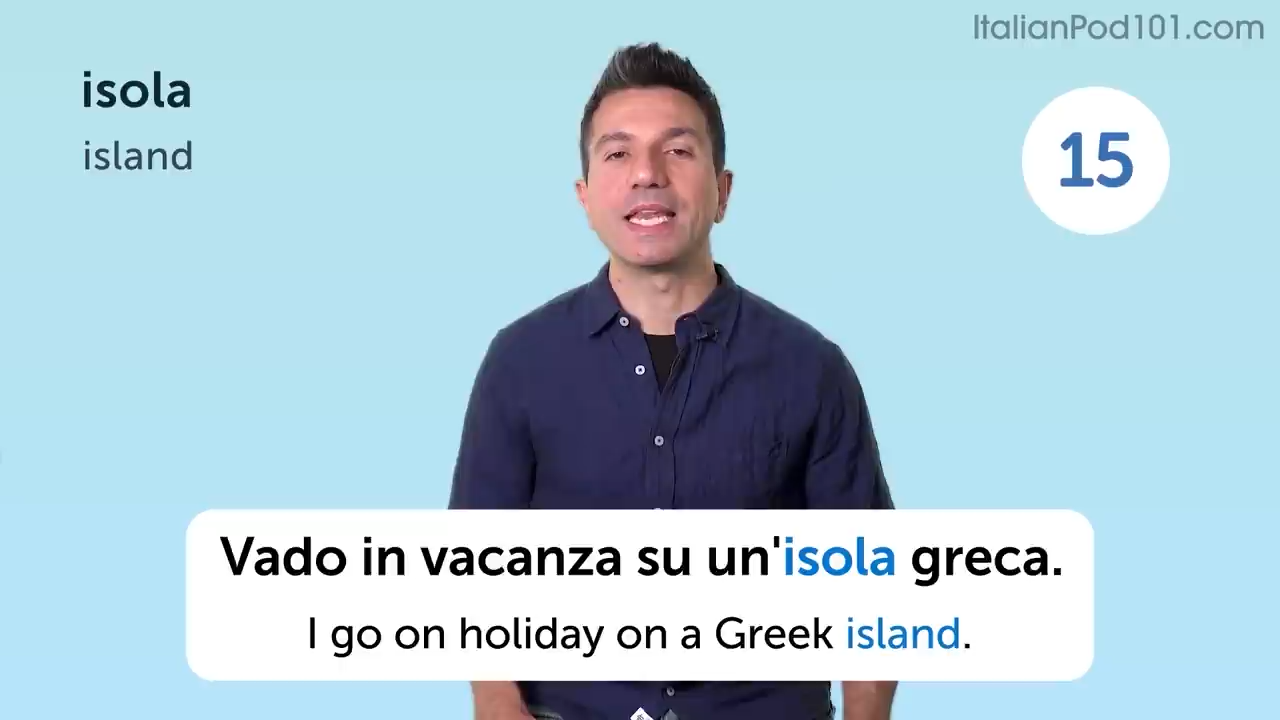 ItalianPod101.com
isola
island
15
Vado in vacanza su un'isola greca.
I go on holiday on a Greek island.